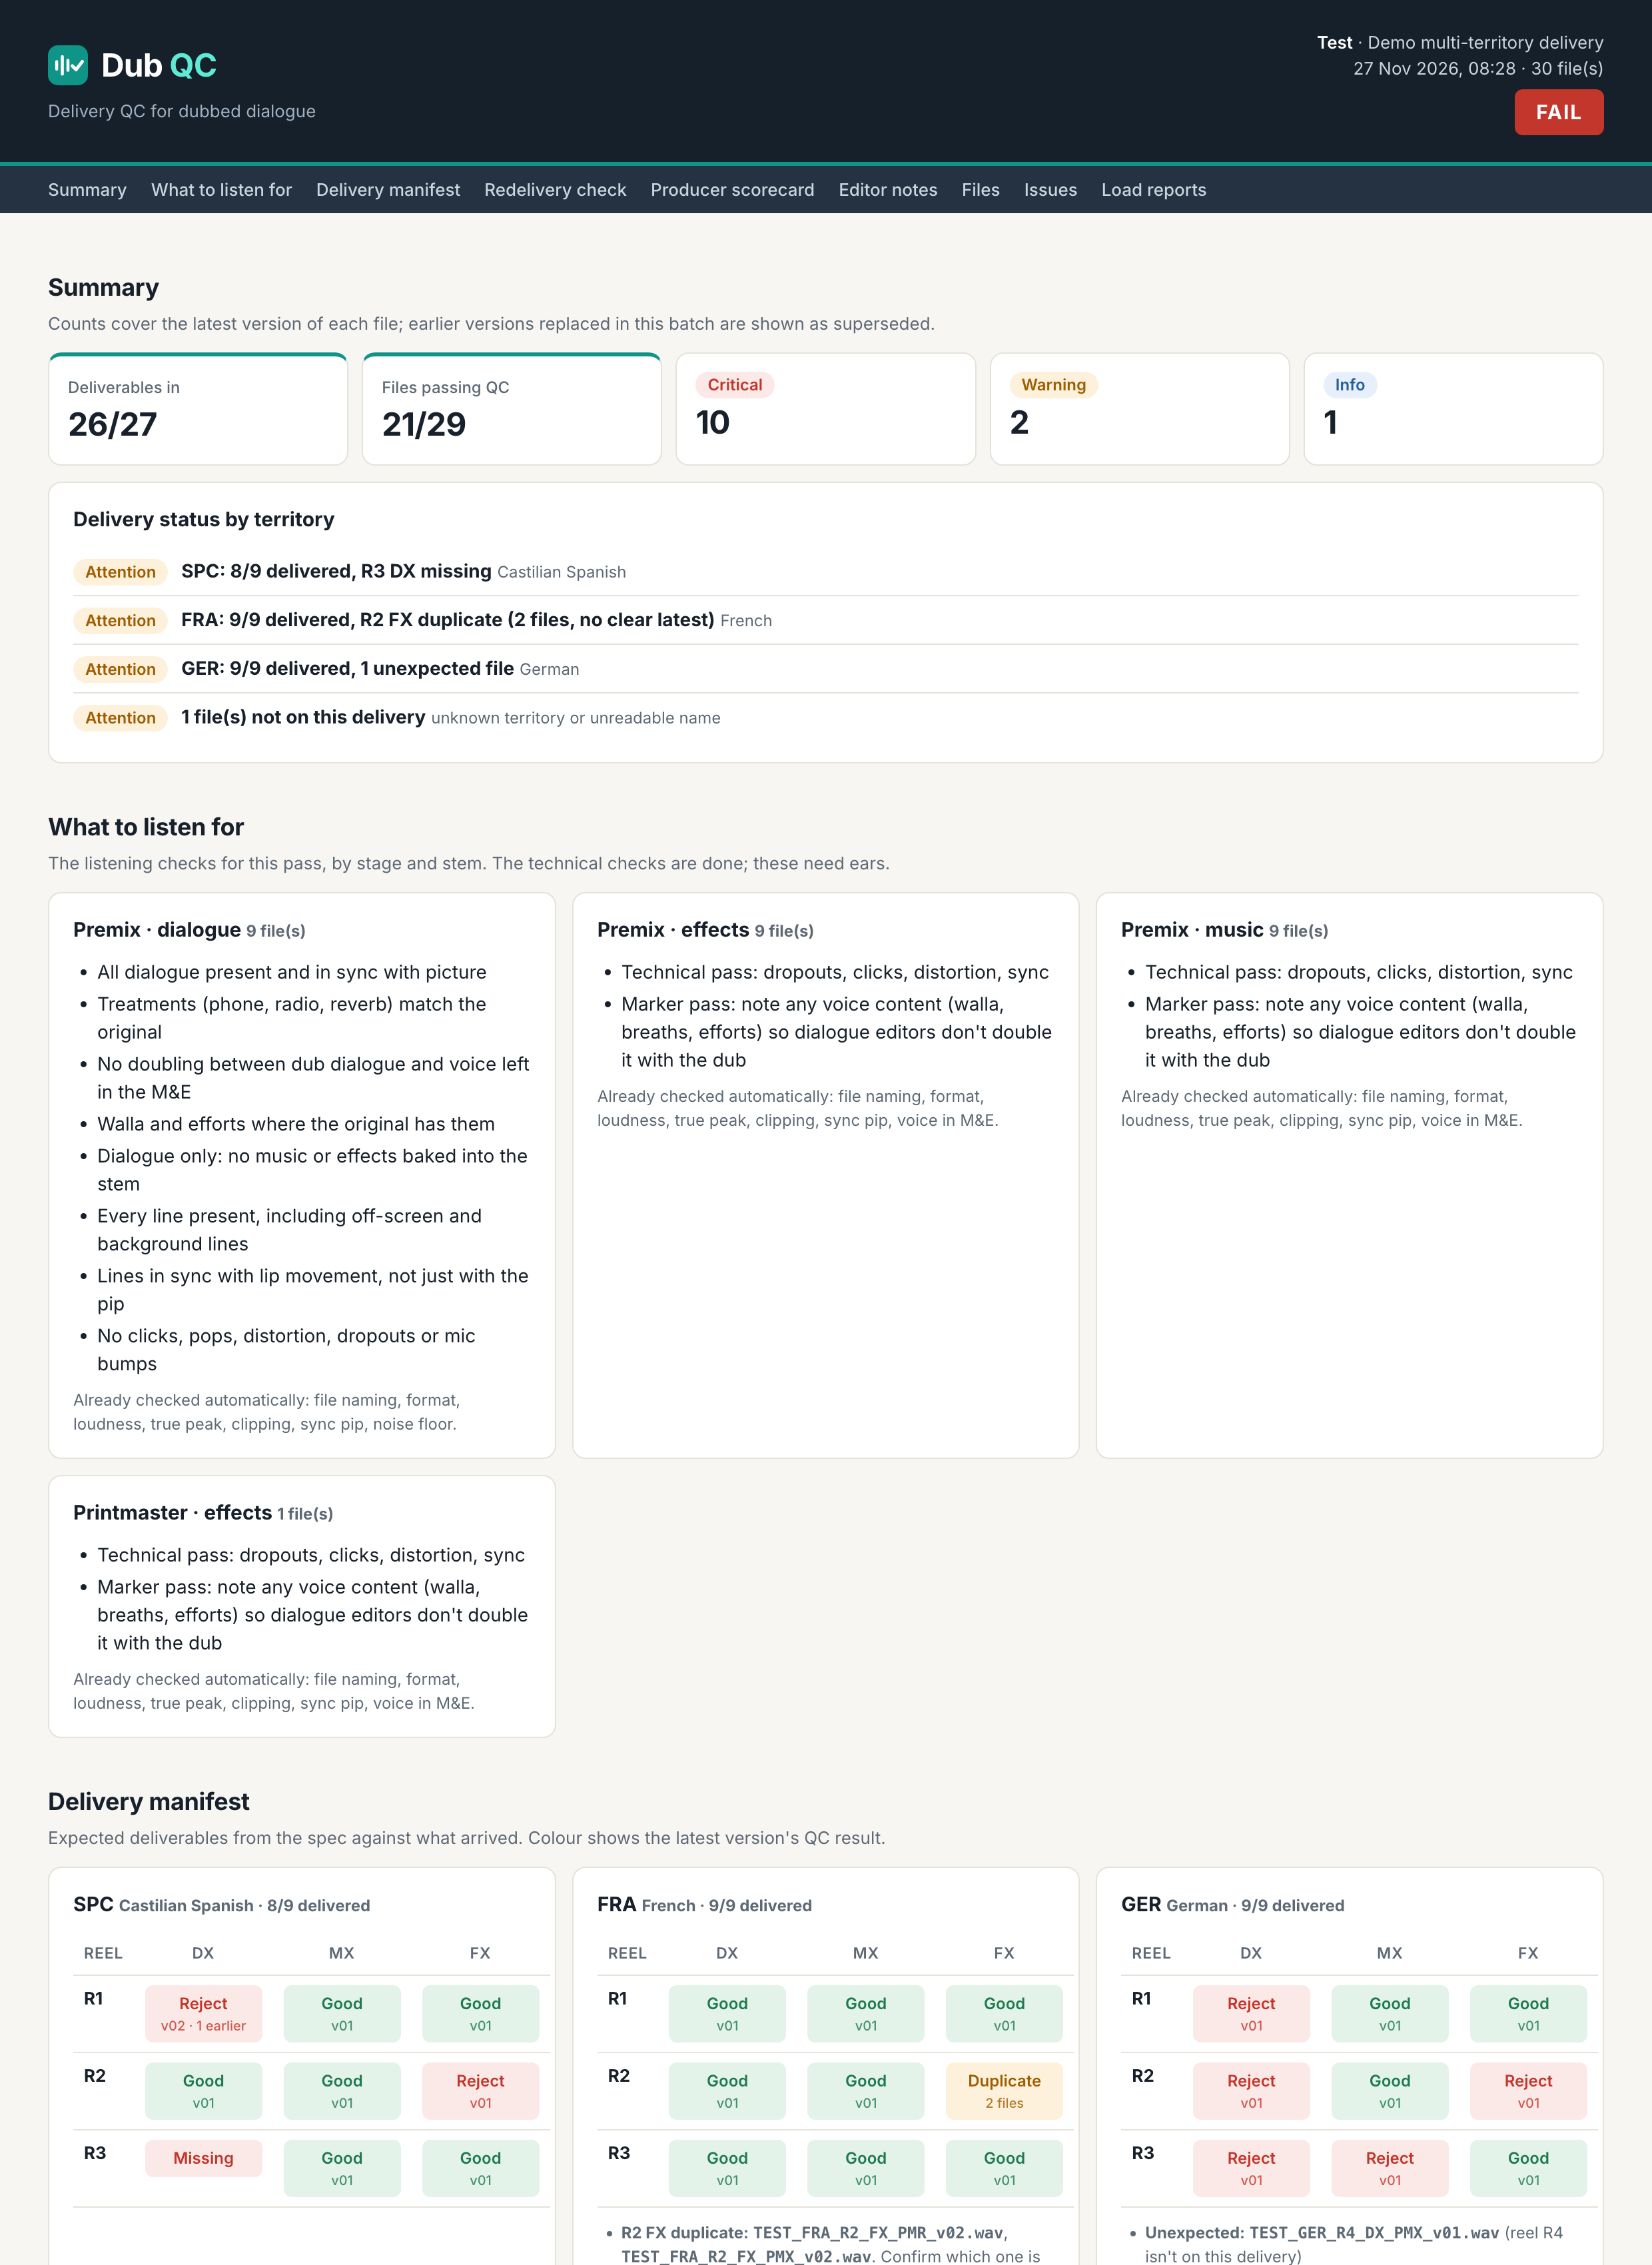 Dub QC
Delivery QC for dubbed dialogue
Test · Demo multi-territory delivery
27 Nov 2026, 08:28 · 30 file(s)
FAIL
Summary What to listen for Delivery manifest Redelivery check Producer scorecard Editor notes Files Issues Load reports
Summary
Counts cover the latest version of each file; earlier versions replaced in this batch are shown as superseded.
Deliverables in
26/27
Files passing QC
21/29
Critical
10
Warning
2
Info
1
Delivery status by territory
Attention SPC: 8/9 delivered, R3 DX missing Castilian Spanish
Attention FRA: 9/9 delivered, R2 FX duplicate (2 files, no clear latest) French
Attention GER: 9/9 delivered, 1 unexpected file German
Attention 1 file(s) not on this delivery unknown territory or unreadable name
What to listen for
The listening checks for this pass, by stage and stem. The technical checks are done; these need ears.
Premix · dialogue 9 file(s)
• All dialogue present and in sync with picture
• Treatments (phone, radio, reverb) match the
original
• No doubling between dub dialogue and voice left
in the M&E
• Walla and efforts where the original has them
• Dialogue only: no music or effects baked into the
stem
• Every line present, including off-screen and
background lines
• Lines in sync with lip movement, not just with the
pip
• No clicks, pops, distortion, dropouts or mic
bumps
Already checked automatically: file naming, format,
loudness, true peak, clipping, sync pip, noise floor.
Premix · effects 9 file(s)
• Technical pass: dropouts, clicks, distortion, sync
• Marker pass: note any voice content (walla,
breaths, efforts) so dialogue editors don't double
it with the dub
Already checked automatically: file naming, format,
loudness, true peak, clipping, sync pip, voice in M&E.
Premix · music 9 file(s)
• Technical pass: dropouts, clicks, distortion, sync
• Marker pass: note any voice content (walla,
breaths, efforts) so dialogue editors don't double
it with the dub
Already checked automatically: file naming, format,
loudness, true peak, clipping, sync pip, voice in M&E.
Printmaster · effects 1 file(s)
• Technical pass: dropouts, clicks, distortion, sync
• Marker pass: note any voice content (walla,
breaths, efforts) so dialogue editors don't double
it with the dub
Already checked automatically: file naming, format,
loudness, true peak, clipping, sync pip, voice in M&E.
Delivery manifest
Expected deliverables from the spec against what arrived. Colour shows the latest version's QC result.
SPC Castilian Spanish · 8/9 delivered
REEL DX MX FX
R1 Reject Good Good
v02 · 1 earlier v01 v01
R2 Good Good Reject
v01 v01 v01
R3 Missing Good Good
v01 v01
FRA French · 9/9 delivered
REEL DX MX FX
R1 Good Good Good
v01 v01 v01
R2 Good Good Duplicate
v01 v01 2 files
R3 Good Good Good
v01 v01 v01
• R2 FX duplicate: TEST_FRA_R2_FX_PMR_v02.wav,
TEST_FRA_R2_FX_PMX_v02.wav. Confirm which one is
GER German · 9/9 delivered
REEL DX MX FX
R1 Reject Good Good
v01 v01 v01
R2 Reject Good Reject
v01 v01 v01
R3 Reject Reject Good
v01 v01 v01
• Unexpected: TEST_GER_R4_DX_PMX_v01.wav (reel R4
isn't on this delivery)